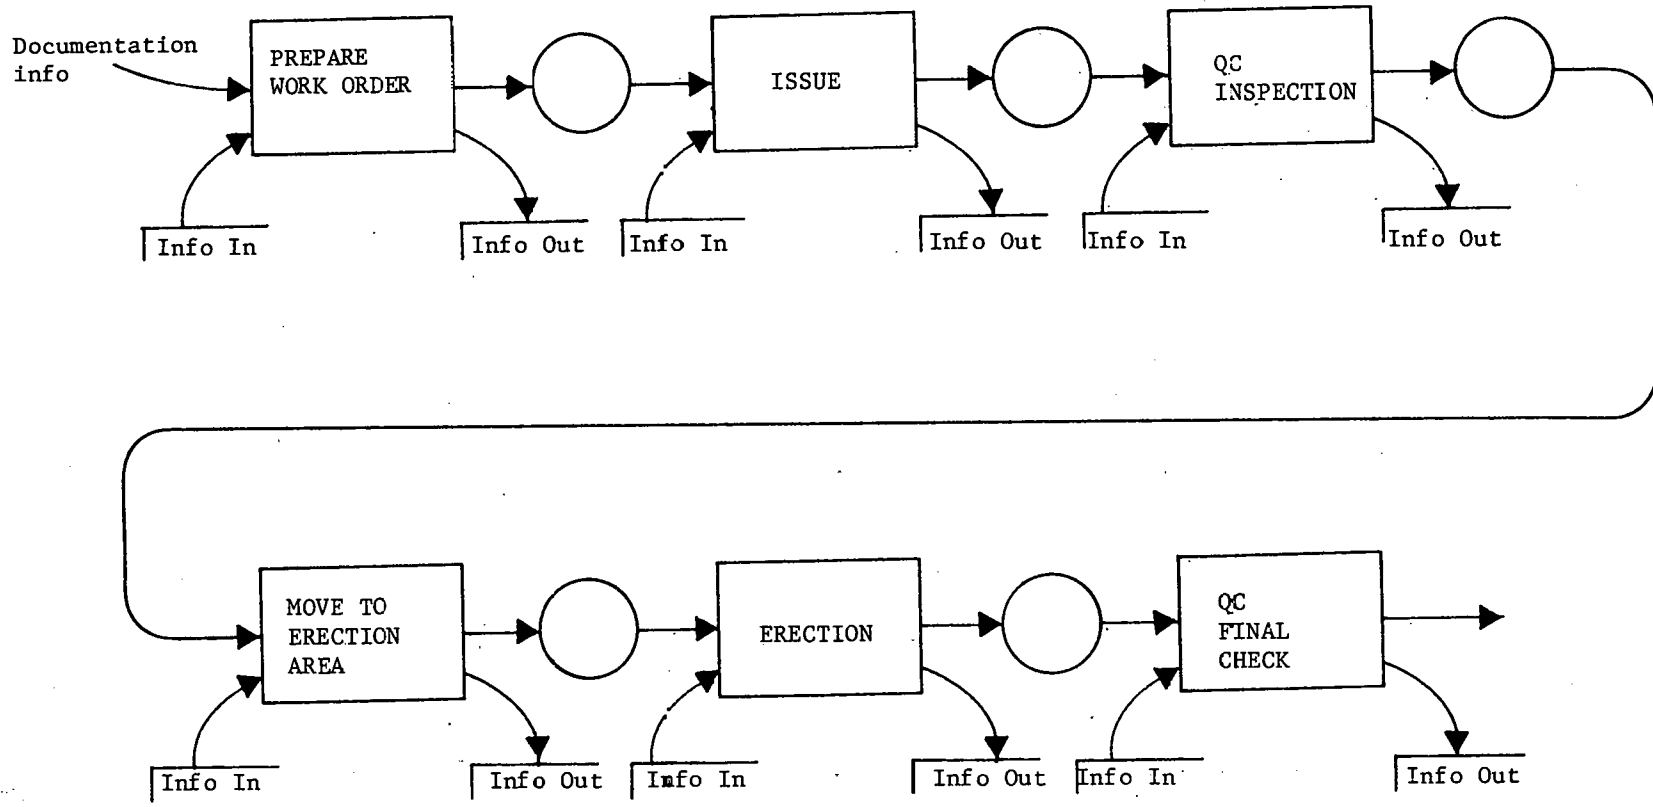 Documentation
info
PREPARE
WORK ORDER
ISSUE
QC
INSPECTION
Info In
Info Out
Info In
Info Out
Info In
Info Out
MOVE TO
ERECTION
AREA
ERECTION
QC
FINAL
CHECK
Info In
Info Out
Info In
Info Out
Info In
Info Out